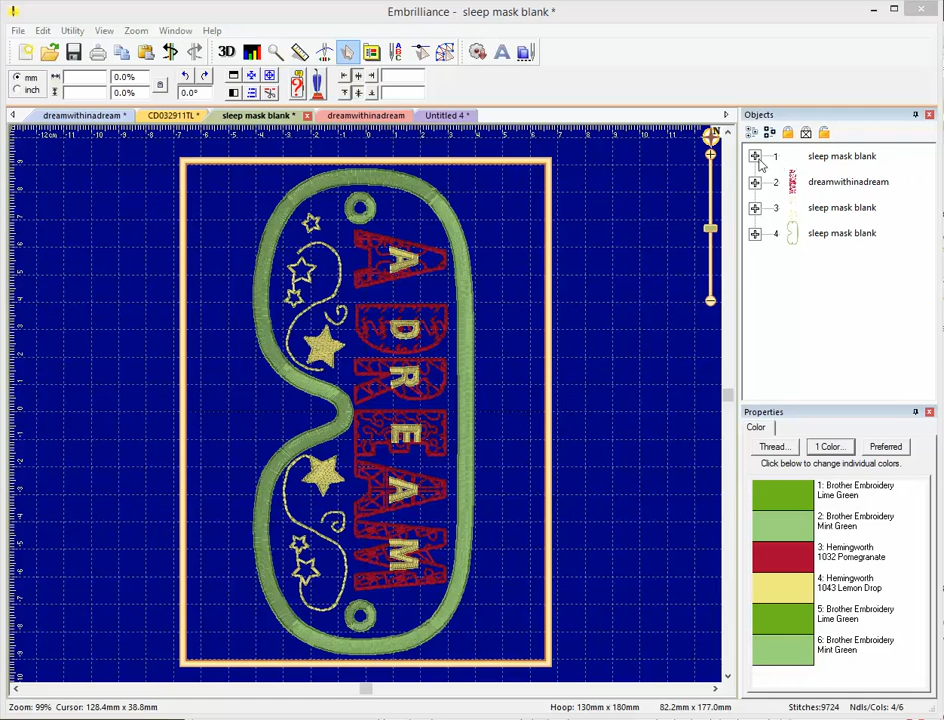 Embrilliance - sleep mask blank *
File Edit Utility View Zoom Window Help
3D
mm
inch
0.0%
0.0%
0.0°
dreamwithinadream *
CD032911TL *
sleep mask blank *
dreamwithinadream
Untitled 4 *
N
A
D
R
E
A
M
Objects
1 sleep mask blank
2 dreamwithinadream
3 sleep mask blank
4 sleep mask blank
Properties
Color
Thread... 1 Color... Preferred
Click below to change individual colors.
1: Brother Embroidery
Lime Green
2: Brother Embroidery
Mint Green
3: Hemingworth
1032 Pomegranate
4: Hemingworth
1043 Lemon Drop
5: Brother Embroidery
Lime Green
6: Brother Embroidery
Mint Green
Zoom: 99% Cursor: 128.4mm x 38.8mm Hoop: 130mm x 180mm 82.2mm x 177.0mm Stitches:9724 Ndls/Cols: 4/6